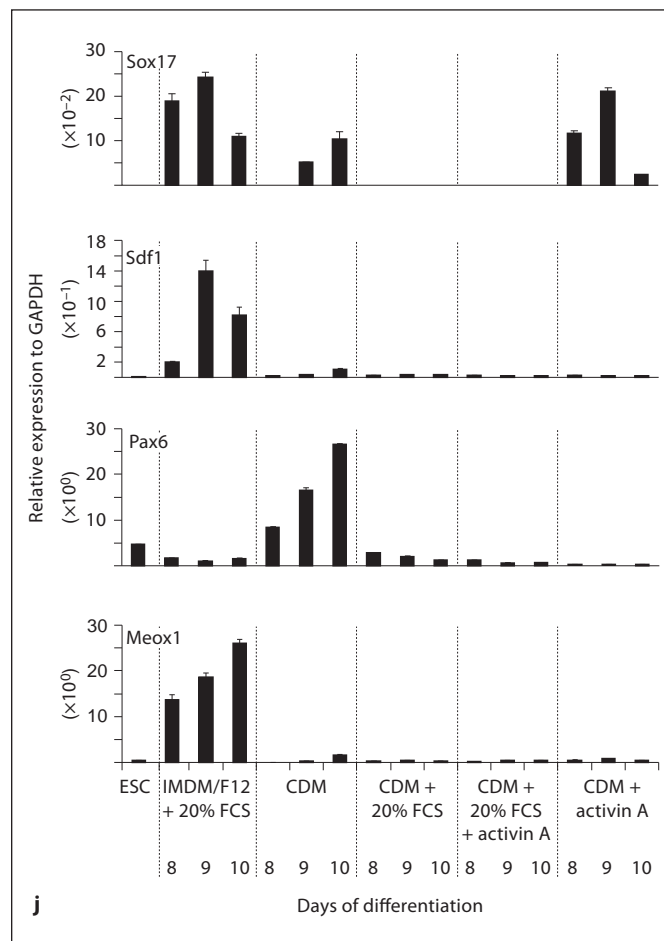 Relative expression to GAPDH
Sox17
(×10⁻²)
30
20
10
Sdf1
(×10⁻¹)
18
14
10
6
2
Pax6
(×10⁰)
30
20
10
Meox1
(×10⁰)
30
20
10
ESC
IMDM/F12
+ 20% FCS
CDM
CDM +
20% FCS
CDM +
20% FCS
+ activin A
CDM +
activin A
8 9 10 8 9 10 8 9 10 8 9 10 8 9 10
j
Days of differentiation